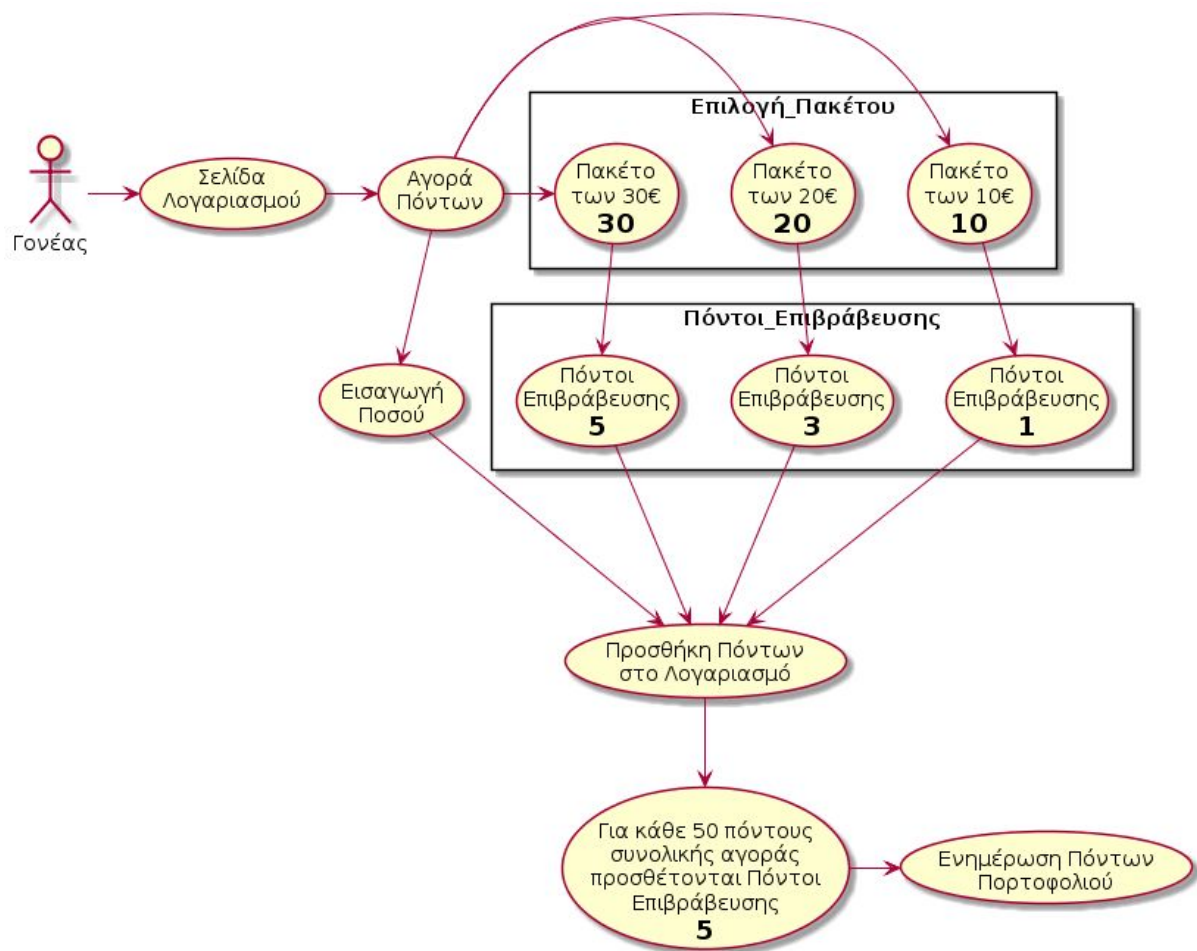 Επιλογή_Πακέτου
Γονέας
Σελίδα
Λογαριασμού
Αγορά
Πόντων
Πακέτο
των 30€
30
Πακέτο
των 20€
20
Πακέτο
των 10€
10
Πόντοι_Επιβράβευσης
Εισαγωγή
Ποσού
Πόντοι
Επιβράβευσης
5
Πόντοι
Επιβράβευσης
3
Πόντοι
Επιβράβευσης
1
Προσθήκη Πόντων
στο Λογαριασμό
Για κάθε 50 πόντους
συνολικής αγοράς
προσθέτονται Πόντοι
Επιβράβευσης
5
Ενημέρωση Πόντων
Πορτοφολιού